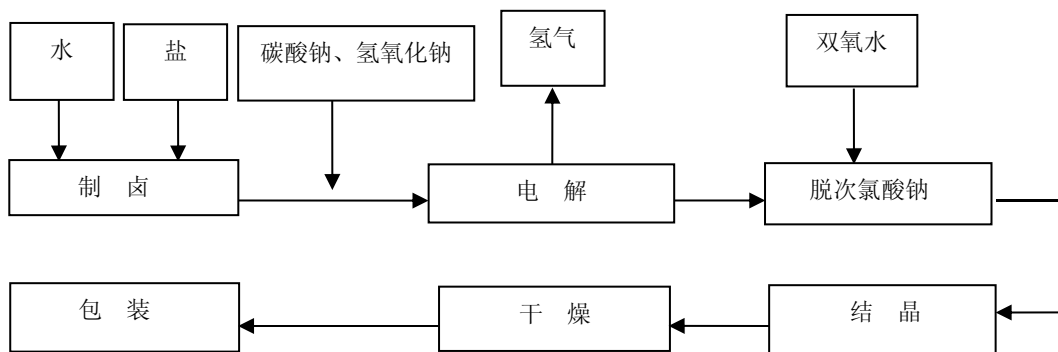 水
盐
碳酸钠、氢氧化钠
氢气
双氧水
制 卤
电 解
脱次氯酸钠
包 装
干 燥
结 晶